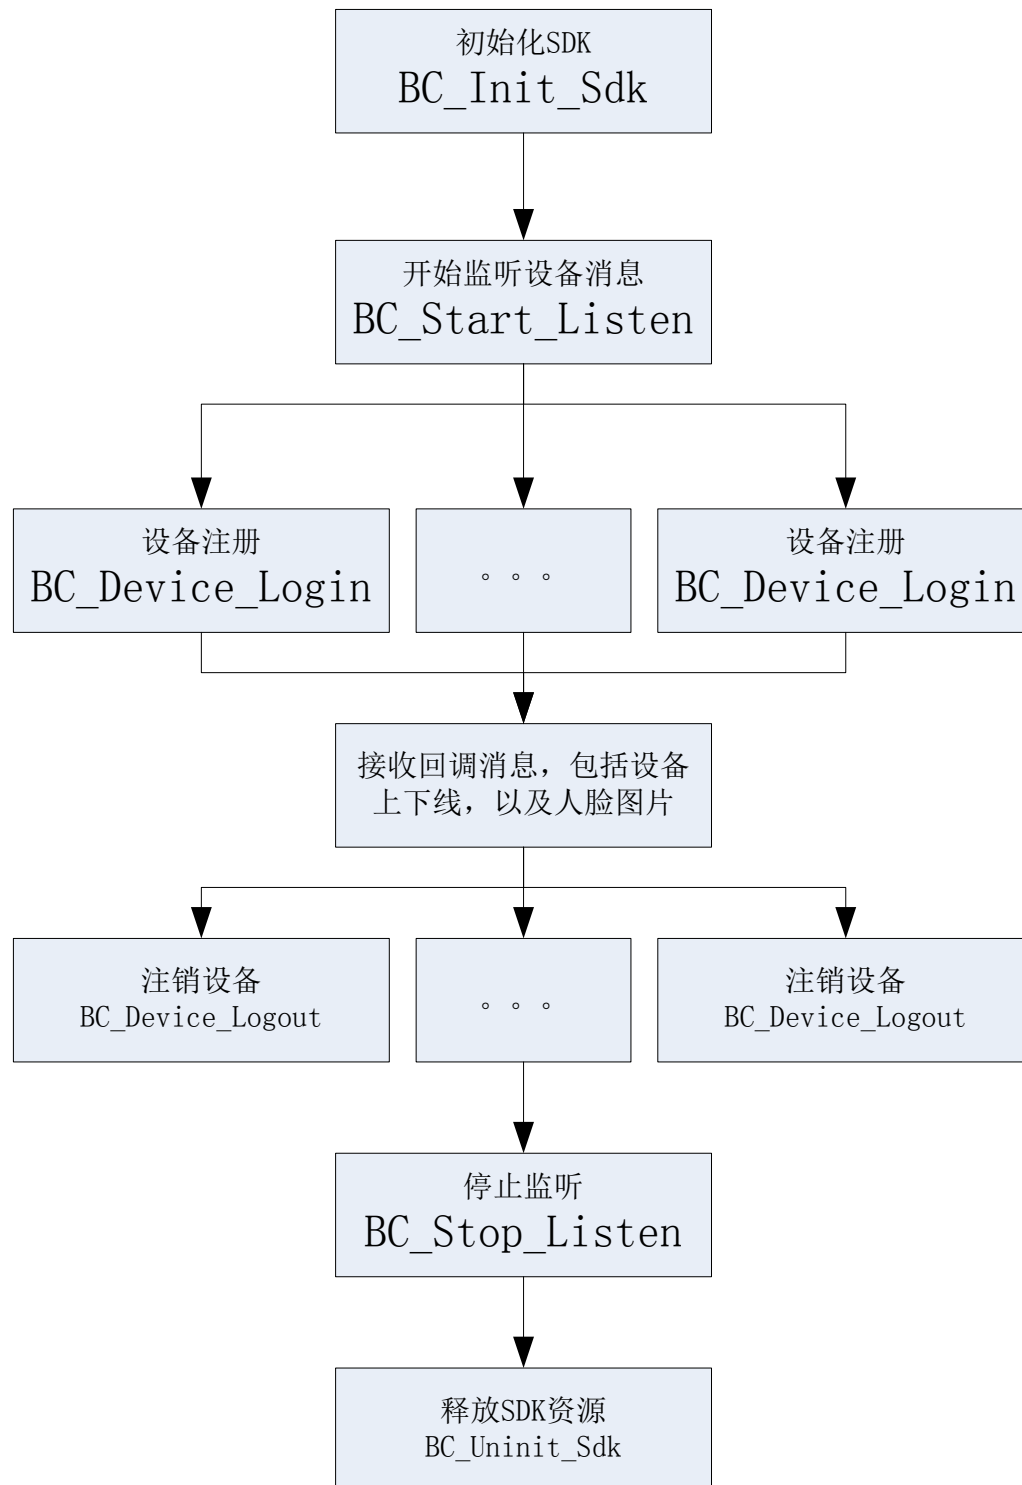 初始化SDK
BC_Init_Sdk
开始监听设备消息
BC_Start_Listen
设备注册
BC_Device_Login
。。。
设备注册
BC_Device_Login
接收回调消息，包括设备
上下线，以及人脸图片
注销设备
BC_Device_Logout
。。。
注销设备
BC_Device_Logout
停止监听
BC_Stop_Listen
释放SDK资源
BC_Uninit_Sdk